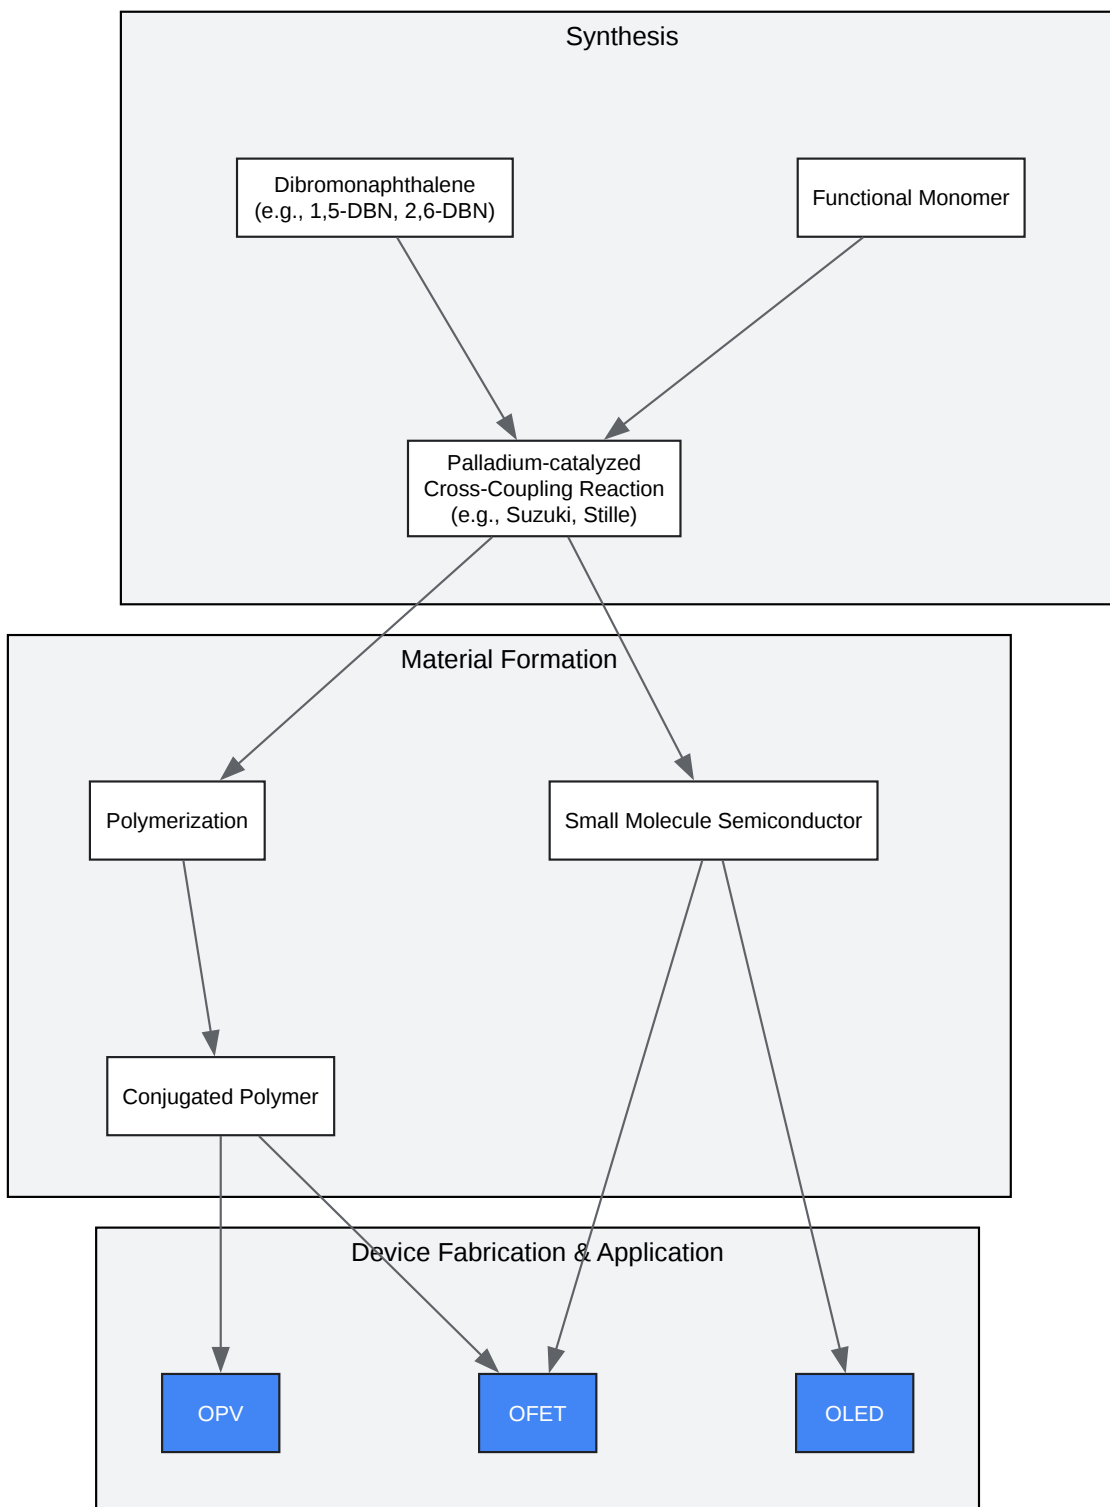 Synthesis
Dibromonaphthalene
(e.g., 1,5-DBN, 2,6-DBN)
Functional Monomer
Palladium-catalyzed
Cross-Coupling Reaction
(e.g., Suzuki, Stille)
Material Formation
Polymerization
Small Molecule Semiconductor
Conjugated Polymer
Device Fabrication & Application
OPV
OFET
OLED